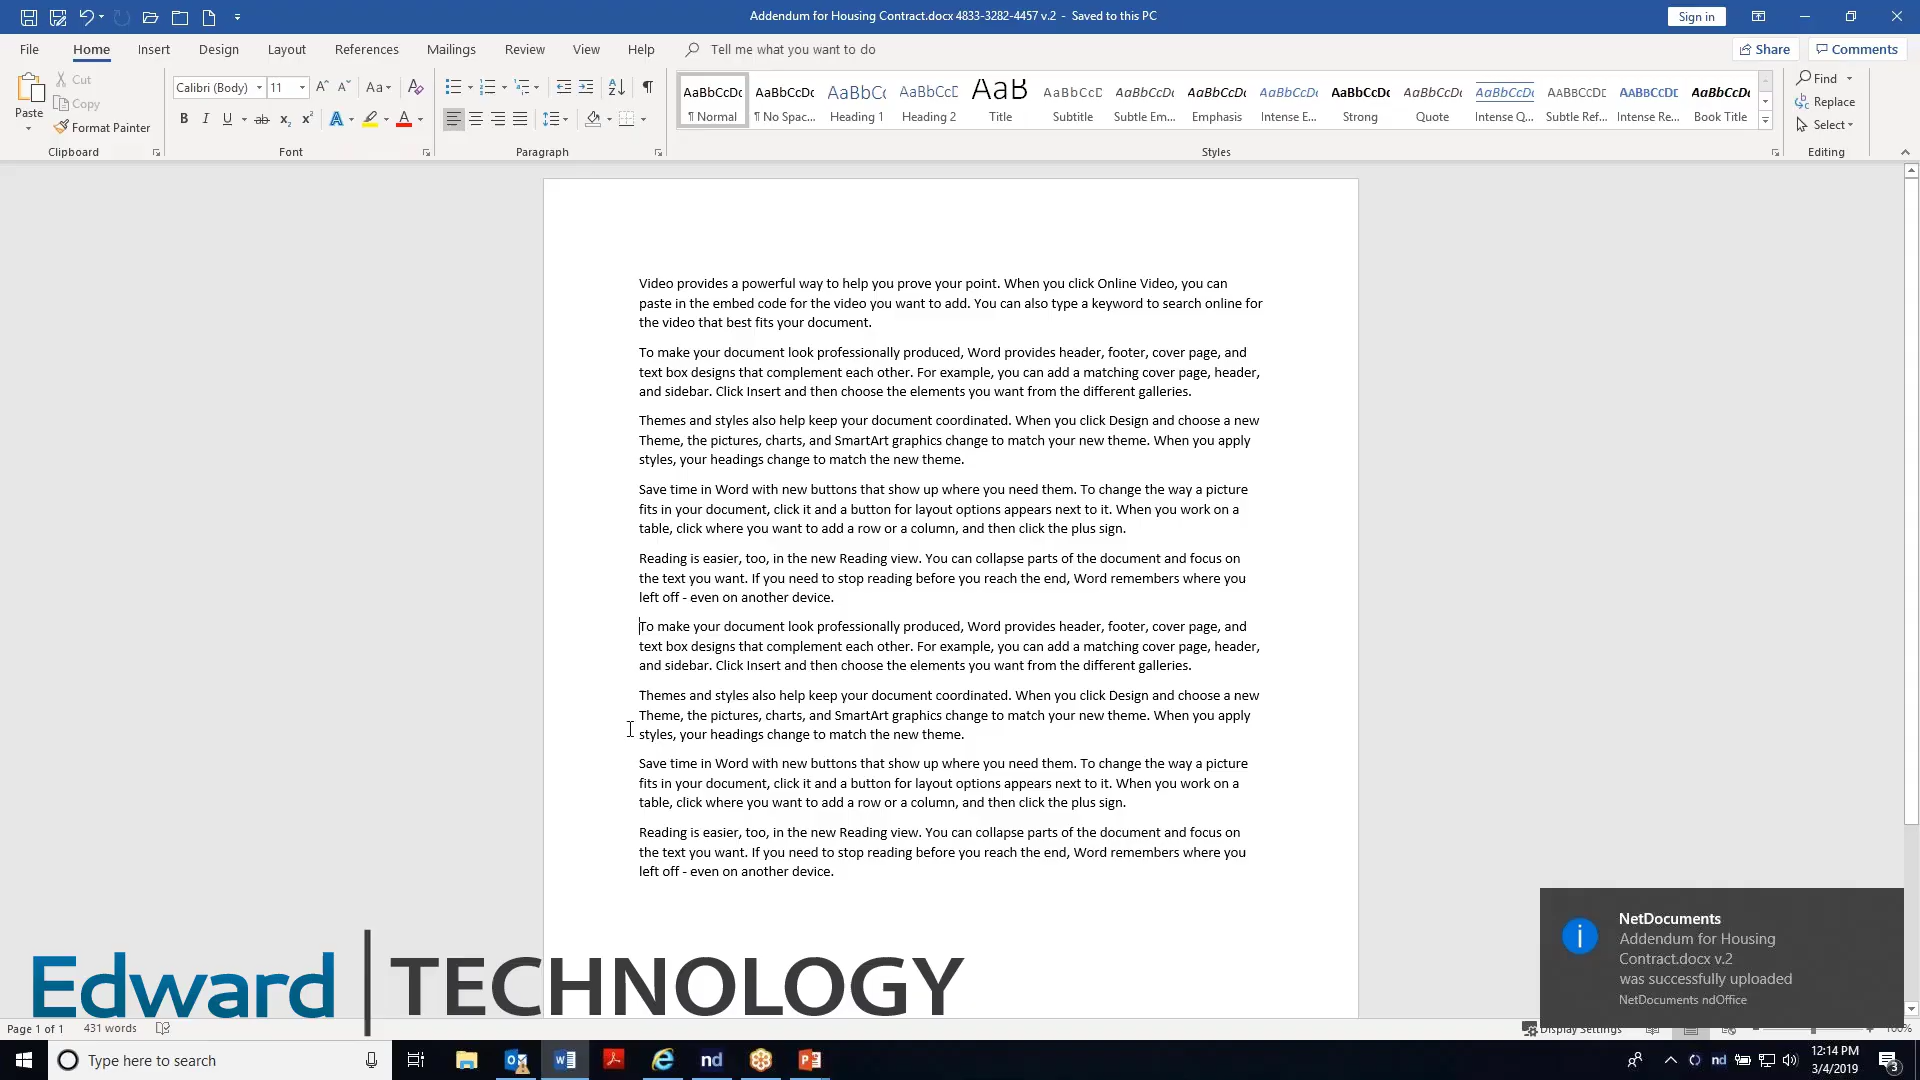 Addendum for Housing Contract.docx 4833-3282-4457 v.2 - Saved to this PC
Sign in
File Home Insert Design Layout References Mailings Review View Help Tell me what you want to do
Share Comments
Paste
Cut
Copy
Format Painter
Clipboard
Calibri (Body) 11
Font
Paragraph
AaBbCcDc AaBbCcDc AaBbCc AaBbCcD AaB AaBbCcD AaBbCcDc AaBbCcDc AaBbCcDc AaBbCcDc AaBbCcDc AaBbCcDc AABBCCDE AABBCCDE AaBbCcDc
¶ Normal ¶ No Spac... Heading 1 Heading 2 Title Subtitle Subtle Em... Emphasis Intense E... Strong Quote Intense Q... Subtle Ref... Intense Re... Book Title
Styles
Find
Replace
Select
Editing
Video provides a powerful way to help you prove your point. When you click Online Video, you can
paste in the embed code for the video you want to add. You can also type a keyword to search online for
the video that best fits your document.
To make your document look professionally produced, Word provides header, footer, cover page, and
text box designs that complement each other. For example, you can add a matching cover page, header,
and sidebar. Click Insert and then choose the elements you want from the different galleries.
Themes and styles also help keep your document coordinated. When you click Design and choose a new
Theme, the pictures, charts, and SmartArt graphics change to match your new theme. When you apply
styles, your headings change to match the new theme.
Save time in Word with new buttons that show up where you need them. To change the way a picture
fits in your document, click it and a button for layout options appears next to it. When you work on a
table, click where you want to add a row or a column, and then click the plus sign.
Reading is easier, too, in the new Reading view. You can collapse parts of the document and focus on
the text you want. If you need to stop reading before you reach the end, Word remembers where you
left off - even on another device.
To make your document look professionally produced, Word provides header, footer, cover page, and
text box designs that complement each other. For example, you can add a matching cover page, header,
and sidebar. Click Insert and then choose the elements you want from the different galleries.
Themes and styles also help keep your document coordinated. When you click Design and choose a new
Theme, the pictures, charts, and SmartArt graphics change to match your new theme. When you apply
styles, your headings change to match the new theme.
Save time in Word with new buttons that show up where you need them. To change the way a picture
fits in your document, click it and a button for layout options appears next to it. When you work on a
table, click where you want to add a row or a column, and then click the plus sign.
Reading is easier, too, in the new Reading view. You can collapse parts of the document and focus on
the text you want. If you need to stop reading before you reach the end, Word remembers where you
left off - even on another device.
NetDocuments
Addendum for Housing
Contract.docx v.2
was successfully uploaded
NetDocuments ndOffice
Edward | TECHNOLOGY
Page 1 of 1 431 words
Display Settings
100%
Type here to search
nd
nd
12:14 PM
3/4/2019
3